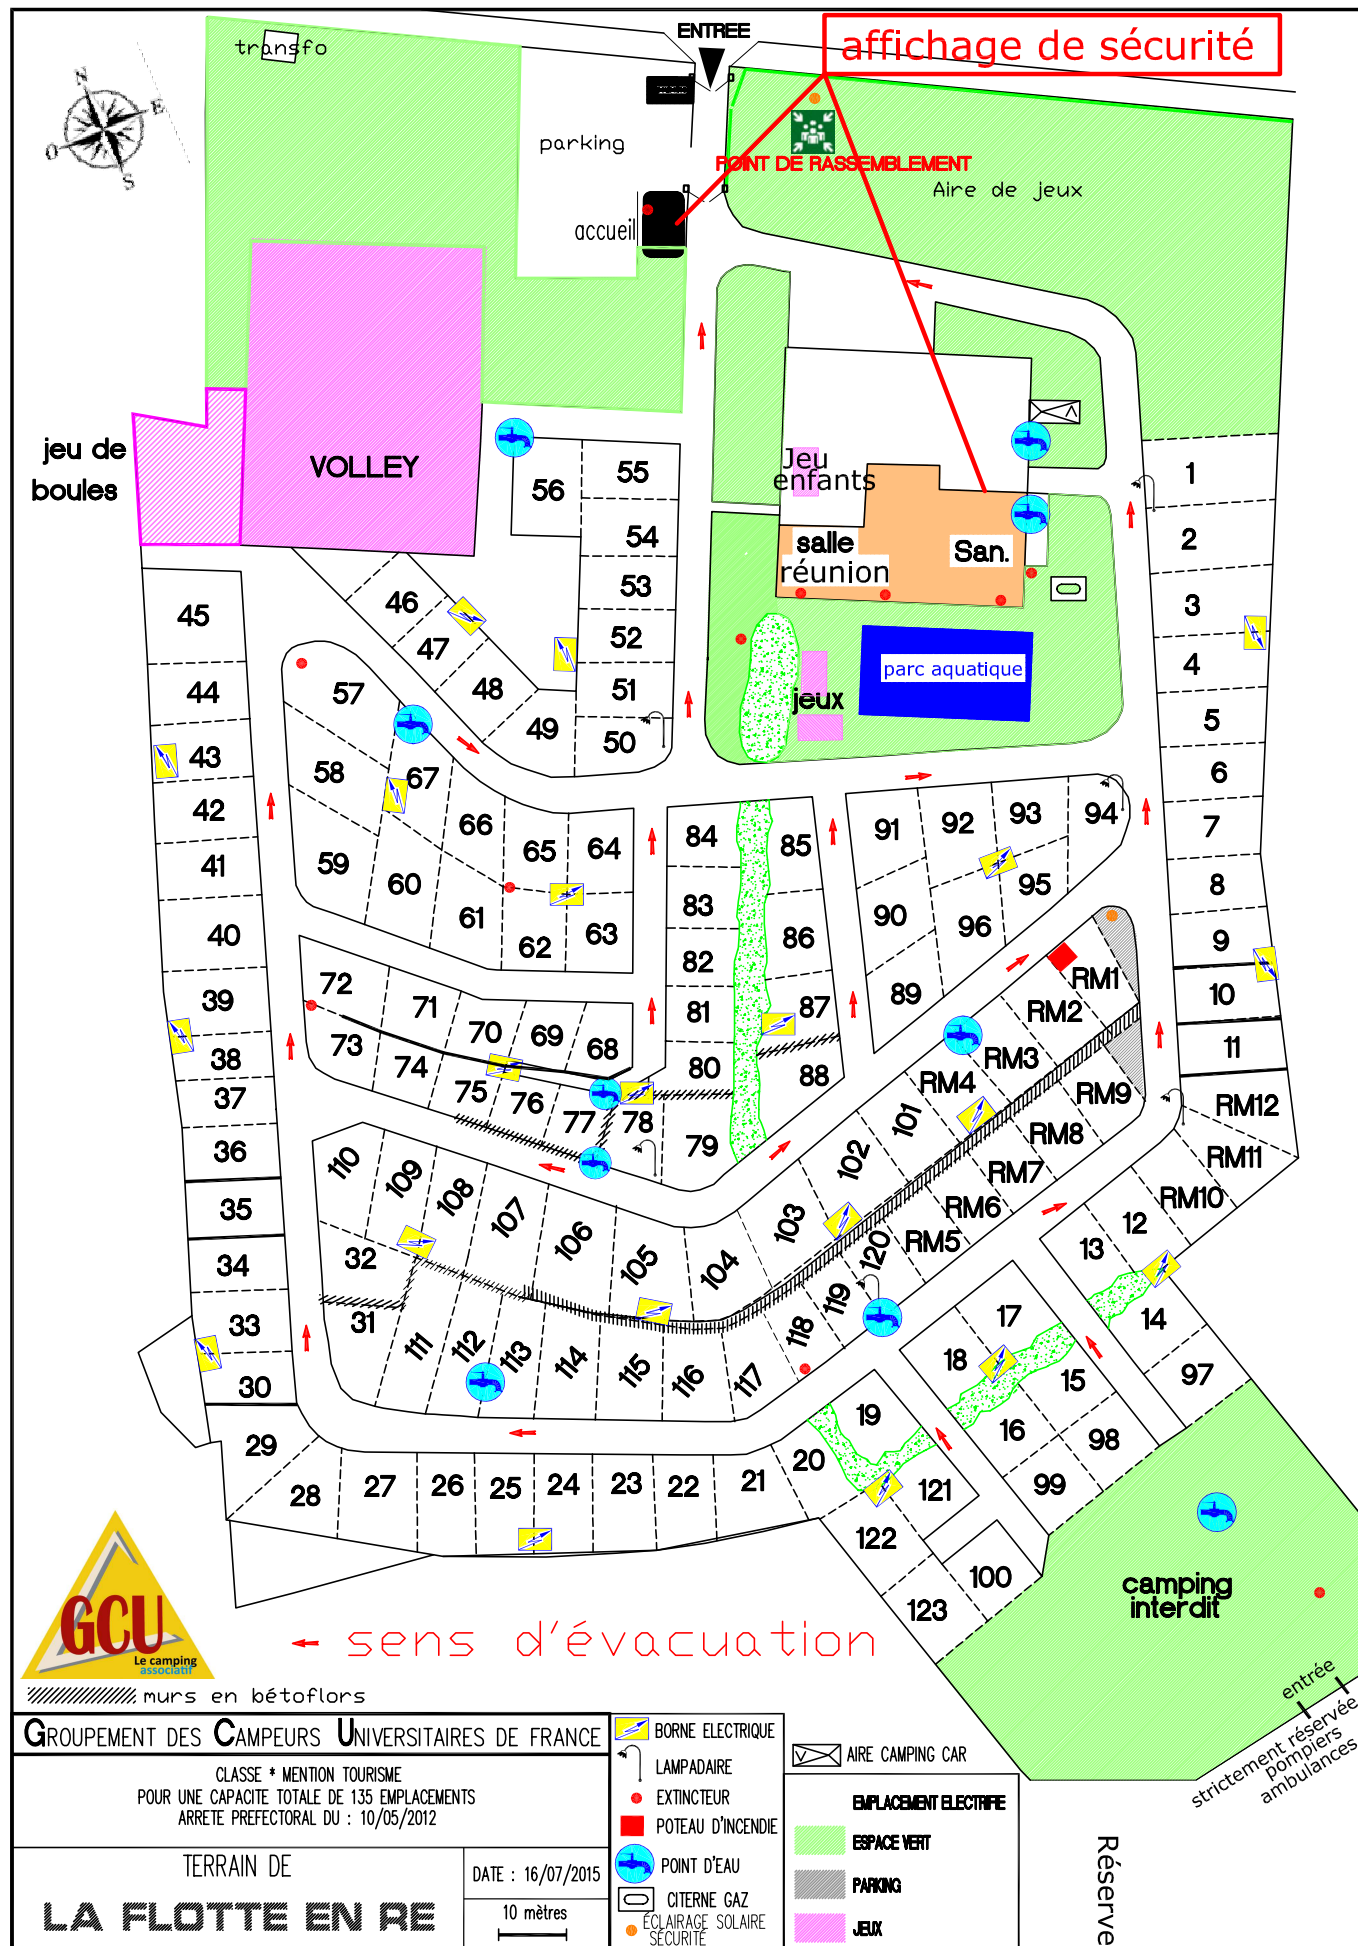 ENTREE
affichage de sécurité
transfo
N
E
O
S
parking
POINT DE RASSEMBLEMENT
Aire de jeux
accueil
jeu de
boules
VOLLEY
Jeu
enfants
salle
réunion
San.
parc aquatique
jeux
1
2
3
4
5
6
7
8
9
10
11
RM12
RM11
RM10
12
13
14
97
56
55
54
53
52
51
50
49
48
47
46
45
44
43
42
41
40
39
38
37
36
35
34
33
30
29
28
27
26
25
24
23
22
21
20
19
57
58
59
60
61
62
63
64
65
66
67
72
71
70
69
68
73
74
75
76
77
78
79
80
81
82
83
84
85
86
87
88
91
92
93
94
90
96
95
89
RM1
RM2
RM3
RM4
101
102
103
104
105
106
107
108
109
110
32
31
111
112
113
114
115
116
117
118
119
120
RM5
RM6
RM7
RM8
RM9
17
18
15
16
98
99
121
122
100
123
camping
interdit
GCU
Le camping
associatif
sens d'évacuation
murs en bétoflors
entrée
strictement réservée
pompiers
ambulances
GROUPEMENT DES CAMPEURS UNIVERSITAIRES DE FRANCE
CLASSE * MENTION TOURISME
POUR UNE CAPACITE TOTALE DE 135 EMPLACEMENTS
ARRETE PREFECTORAL DU : 10/05/2012
TERRAIN DE
LA FLOTTE EN RE
DATE : 16/07/2015
10 mètres
BORNE ELECTRIQUE
LAMPADAIRE
EXTINCTEUR
POTEAU D'INCENDIE
POINT D'EAU
CITERNE GAZ
ÉCLAIRAGE SOLAIRE
SÉCURITÉ
AIRE CAMPING CAR
EMPLACEMENT ELECTRIFIE
ESPACE VERT
PARKING
JEUX
Réserve